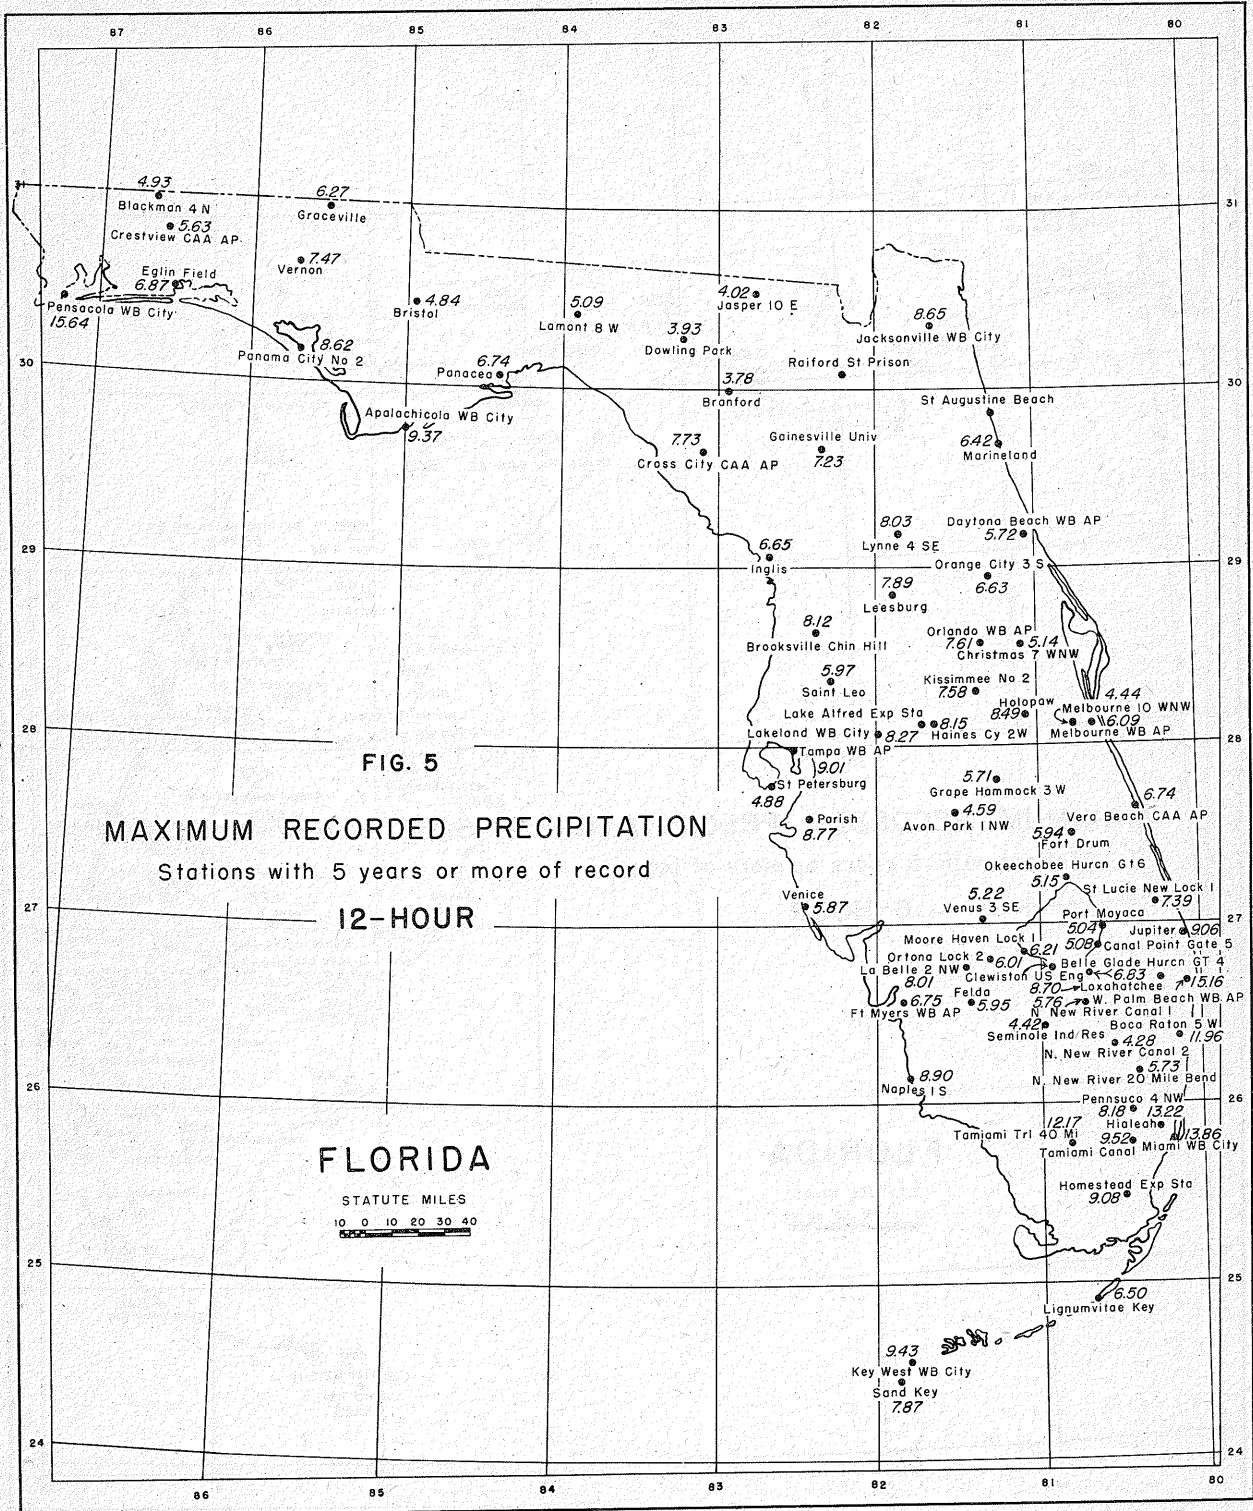 87 86 85 84 83 82 81 80
31
4.93
Blackman 4 N
5.63
Crestview CAA AP.
6.27
Graceville
31
7.47
Vernon
Eglin Field
6.87
Pensacola WB City
15.64
4.84
Bristol
5.09
Lamont 8 W
4.02
Jasper 10 E
3.93
Dowling Park
8.65
Jacksonville WB City
8.62
Panama City No 2
30
6.74
Panacea
Raiford St Prison
3.78
Branford
30
Apalachicola WB City
9.37
St Augustine Beach
7.73
Cross City CAA AP
Gainesville Univ
7.23
6.42
Marineland
29
8.03
Lynne 4 SE
Daytona Beach WB AP
5.72
6.65
Inglis
Orange City 3 S
6.63
29
7.89
Leesburg
8.12
Brooksville Chin Hill
Orlando WB AP
7.61
5.14
Christmas 7 WNW
5.97
Saint Leo
Kissimmee No 2
7.58
Holopaw
8.49
4.44
Melbourne 10 WNW
6.09
Melbourne WB AP
Lake Alfred Exp Sta
8.15
Haines Cy 2W
Lakeland WB City
8.27
28
28
Tampa WB AP
9.01
St Petersburg
4.88
FIG. 5
5.71
Grape Hammock 3 W
6.74
Vero Beach CAA AP
4.59
Avon Park 1 NW
MAXIMUM RECORDED PRECIPITATION
Parish
8.77
5.94
Fort Drum
Stations with 5 years or more of record
Okeechobee Hurcn Gt6
5.15
St Lucie New Lock 1
7.39
Venice
5.87
5.22
Venus 3 SE
27
12-HOUR
27
Port Mayaca
5.04
Jupiter
9.06
Moore Haven Lock 1
6.21
5.08
Canal Point Gate 5
Ortona Lock 2
6.01
Belle Glade Hurcn GT 4
La Belle 2 NW
8.01
Clewiston US Eng
6.83
8.70
Loxahatchee
15.16
Felda
5.95
6.75
Ft Myers WB AP
5.76
W. Palm Beach WB AP
N. New River Canal 1
4.42
Seminole Ind Res
Boca Raton 5 W
11.96
4.28
N. New River Canal 2
5.73
N. New River 20 Mile Bend
8.90
Naples 1 S
26
26
Pennsuco 4 NW
8.18
13.22
Hialeah
12.17
Tamiami Trl 40 Mi
9.52
Tamiami Canal
13.86
Miami WB City
FLORIDA
Homestead Exp Sta
9.08
STATUTE MILES
10 0 10 20 30 40
25
25
6.50
Lignumvitae Key
9.43
Key West WB City
Sand Key
7.87
24
24
86 85 84 83 82 81 80